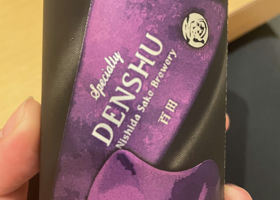 Specialty
DENSHU
Nishida Sake Brewery
百田